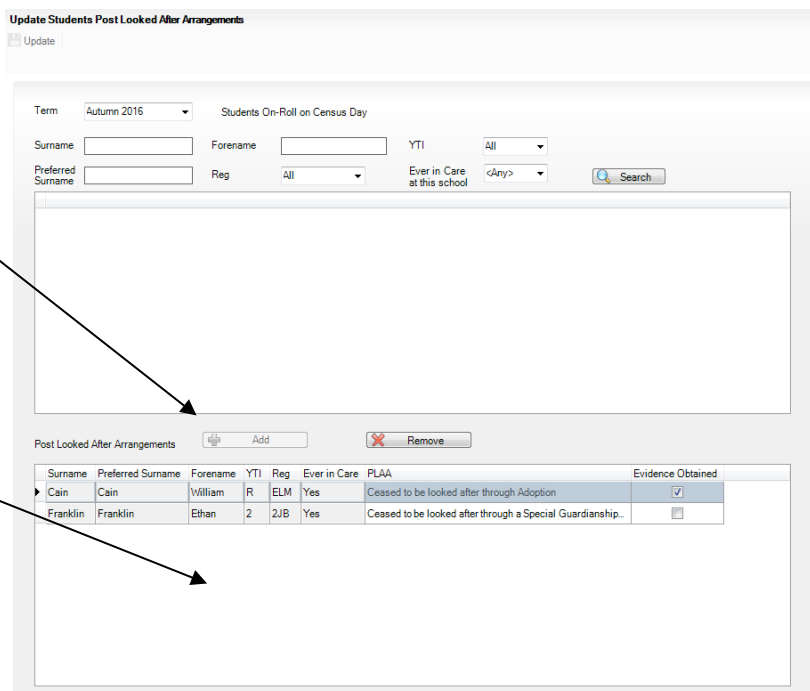 Update Students Post Looked After Arrangements
Update
Term Autumn 2016 Students On-Roll on Census Day
Surname Forename YTI All
Preferred Surname Reg All Ever in Care at this school <Any> Search
Post Looked After Arrangements Add Remove
Surname Preferred Surname Forename YTI Reg Ever in Care PLAA Evidence Obtained
Cain Cain William R ELM Yes Ceased to be looked after through Adoption
Franklin Franklin Ethan 2 2JB Yes Ceased to be looked after through a Special Guardianship...